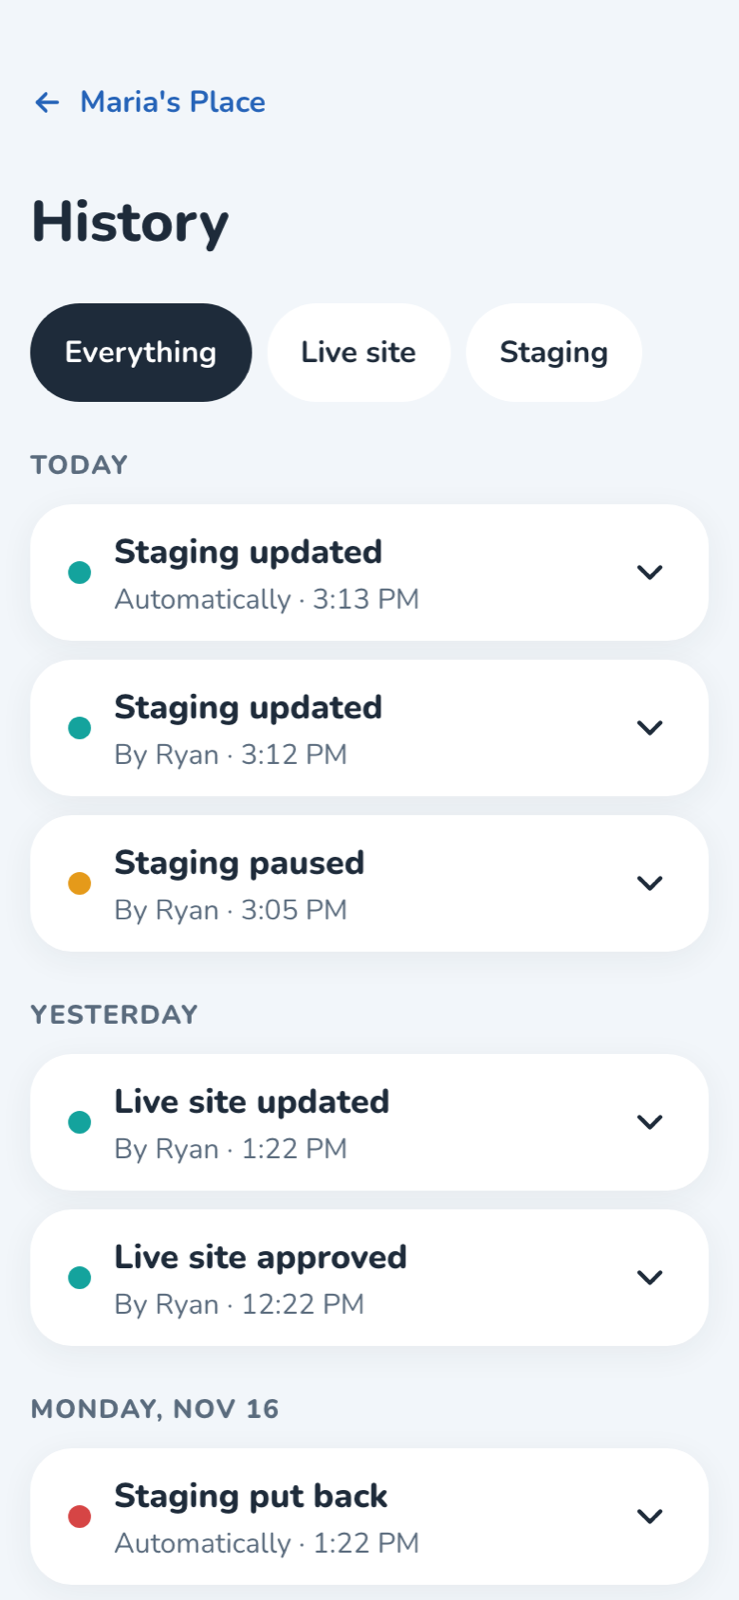 Maria's Place
History
Everything Live site Staging
TODAY
Staging updated
Automatically · 3:13 PM
Staging updated
By Ryan · 3:12 PM
Staging paused
By Ryan · 3:05 PM
YESTERDAY
Live site updated
By Ryan · 1:22 PM
Live site approved
By Ryan · 12:22 PM
MONDAY, NOV 16
Staging put back
Automatically · 1:22 PM